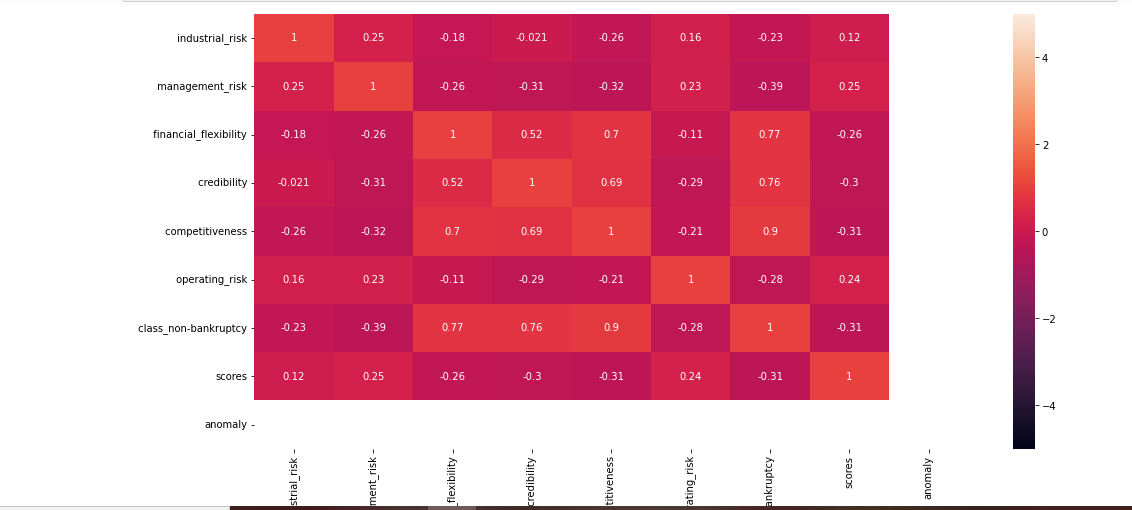 industrial_risk 1 0.25 -0.18 -0.021 -0.26 0.16 -0.23 0.12
management_risk 0.25 1 -0.26 -0.31 -0.32 0.23 -0.39 0.25
financial_flexibility -0.18 -0.26 1 0.52 0.7 -0.11 0.77 -0.26
credibility -0.021 -0.31 0.52 1 0.69 -0.29 0.76 -0.3
competitiveness -0.26 -0.32 0.7 0.69 1 -0.21 0.9 -0.31
operating_risk 0.16 0.23 -0.11 -0.29 -0.21 1 -0.28 0.24
class_non-bankruptcy -0.23 -0.39 0.77 0.76 0.9 -0.28 1 -0.31
scores 0.12 0.25 -0.26 -0.3 -0.31 0.24 -0.31 1
anomaly
strial_risk
ment_risk
_flexibility
credibility
titiveness
ating_risk
ankruptcy
scores
anomaly
4
2
0
−2
−4